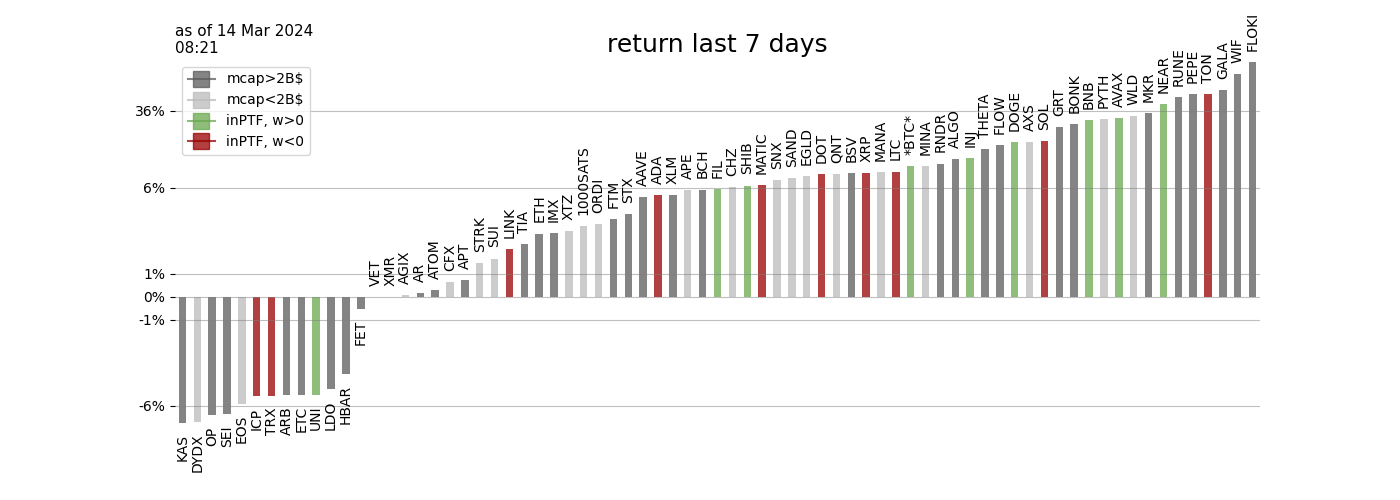 as of 14 Mar 2024
08:21
return last 7 days
mcap>2B$
mcap<2B$
inPTF, w>0
inPTF, w<0
36%
6%
1%
0%
-1%
-6%
KAS
DYDX
OP
SEI
EOS
ICP
TRX
ARB
ETC
UNI
LDO
HBAR
FET
VET
XMR
AGIX
AR
ATOM
CFX
APT
STRK
SUI
LINK
TIA
ETH
IMX
XTZ
1000SATS
ORDI
FTM
STX
AAVE
ADA
XLM
APE
BCH
FIL
CHZ
SHIB
MATIC
SNX
SAND
EGLD
DOT
QNT
BSV
XRP
MANA
LTC
*BTC*
MINA
RNDR
ALGO
INJ
THETA
FLOW
DOGE
AXS
SOL
GRT
BONK
BNB
PYTH
AVAX
WLD
MKR
NEAR
RUNE
PEPE
TON
GALA
WIF
FLOKI